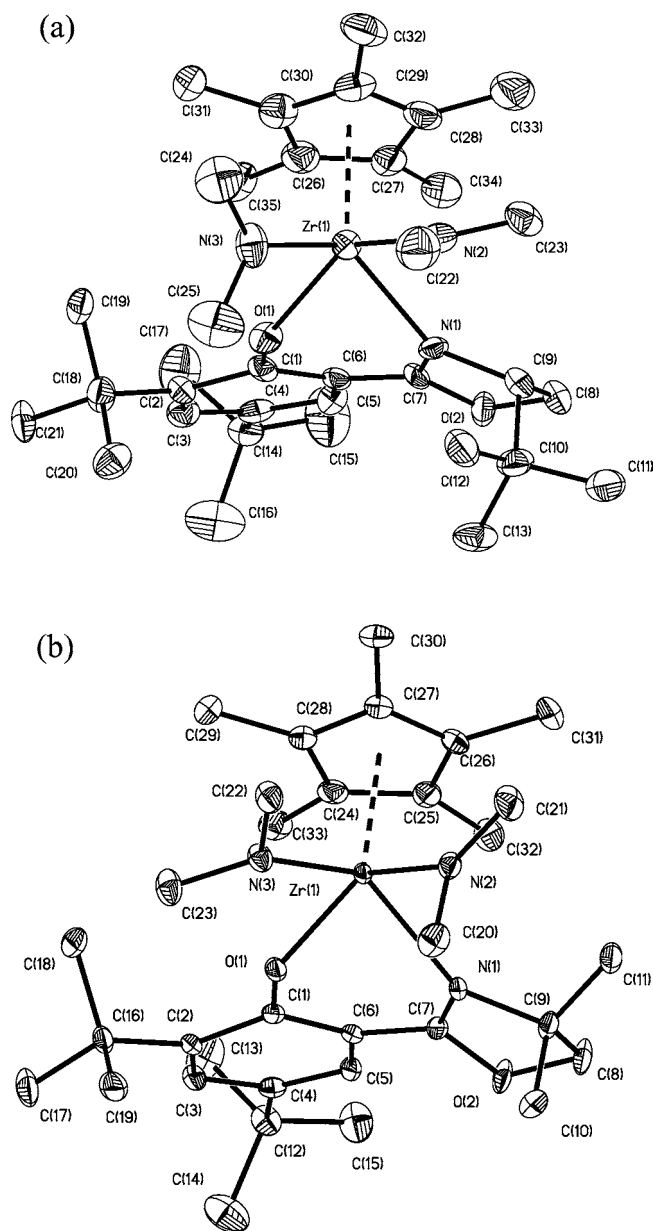 (a)
C(32)
C(30)
C(29)
C(31)
C(33)
C(28)
C(24)
C(26)
C(27)
C(34)
C(35)
Zr(1)
N(3)
N(2)
C(23)
C(22)
C(25)
O(1)
N(1)
C(19)
C(17)
C(1)
C(6)
C(9)
C(18)
C(4)
C(8)
C(2)
C(5)
C(7)
C(3)
O(2)
C(21)
C(14)
C(10)
C(15)
C(12)
C(11)
C(20)
C(16)
C(13)
(b)
C(30)
C(27)
C(28)
C(29)
C(26)
C(31)
C(22)
C(24)
C(25)
C(21)
C(33)
C(32)
N(3)
N(2)
Zr(1)
C(23)
C(20)
C(18)
O(1)
N(1)
C(1)
C(9)
C(11)
C(16)
C(2)
C(6)
C(7)
C(13)
C(8)
C(3)
C(4)
C(5)
O(2)
C(17)
C(19)
C(10)
C(12)
C(15)
C(14)